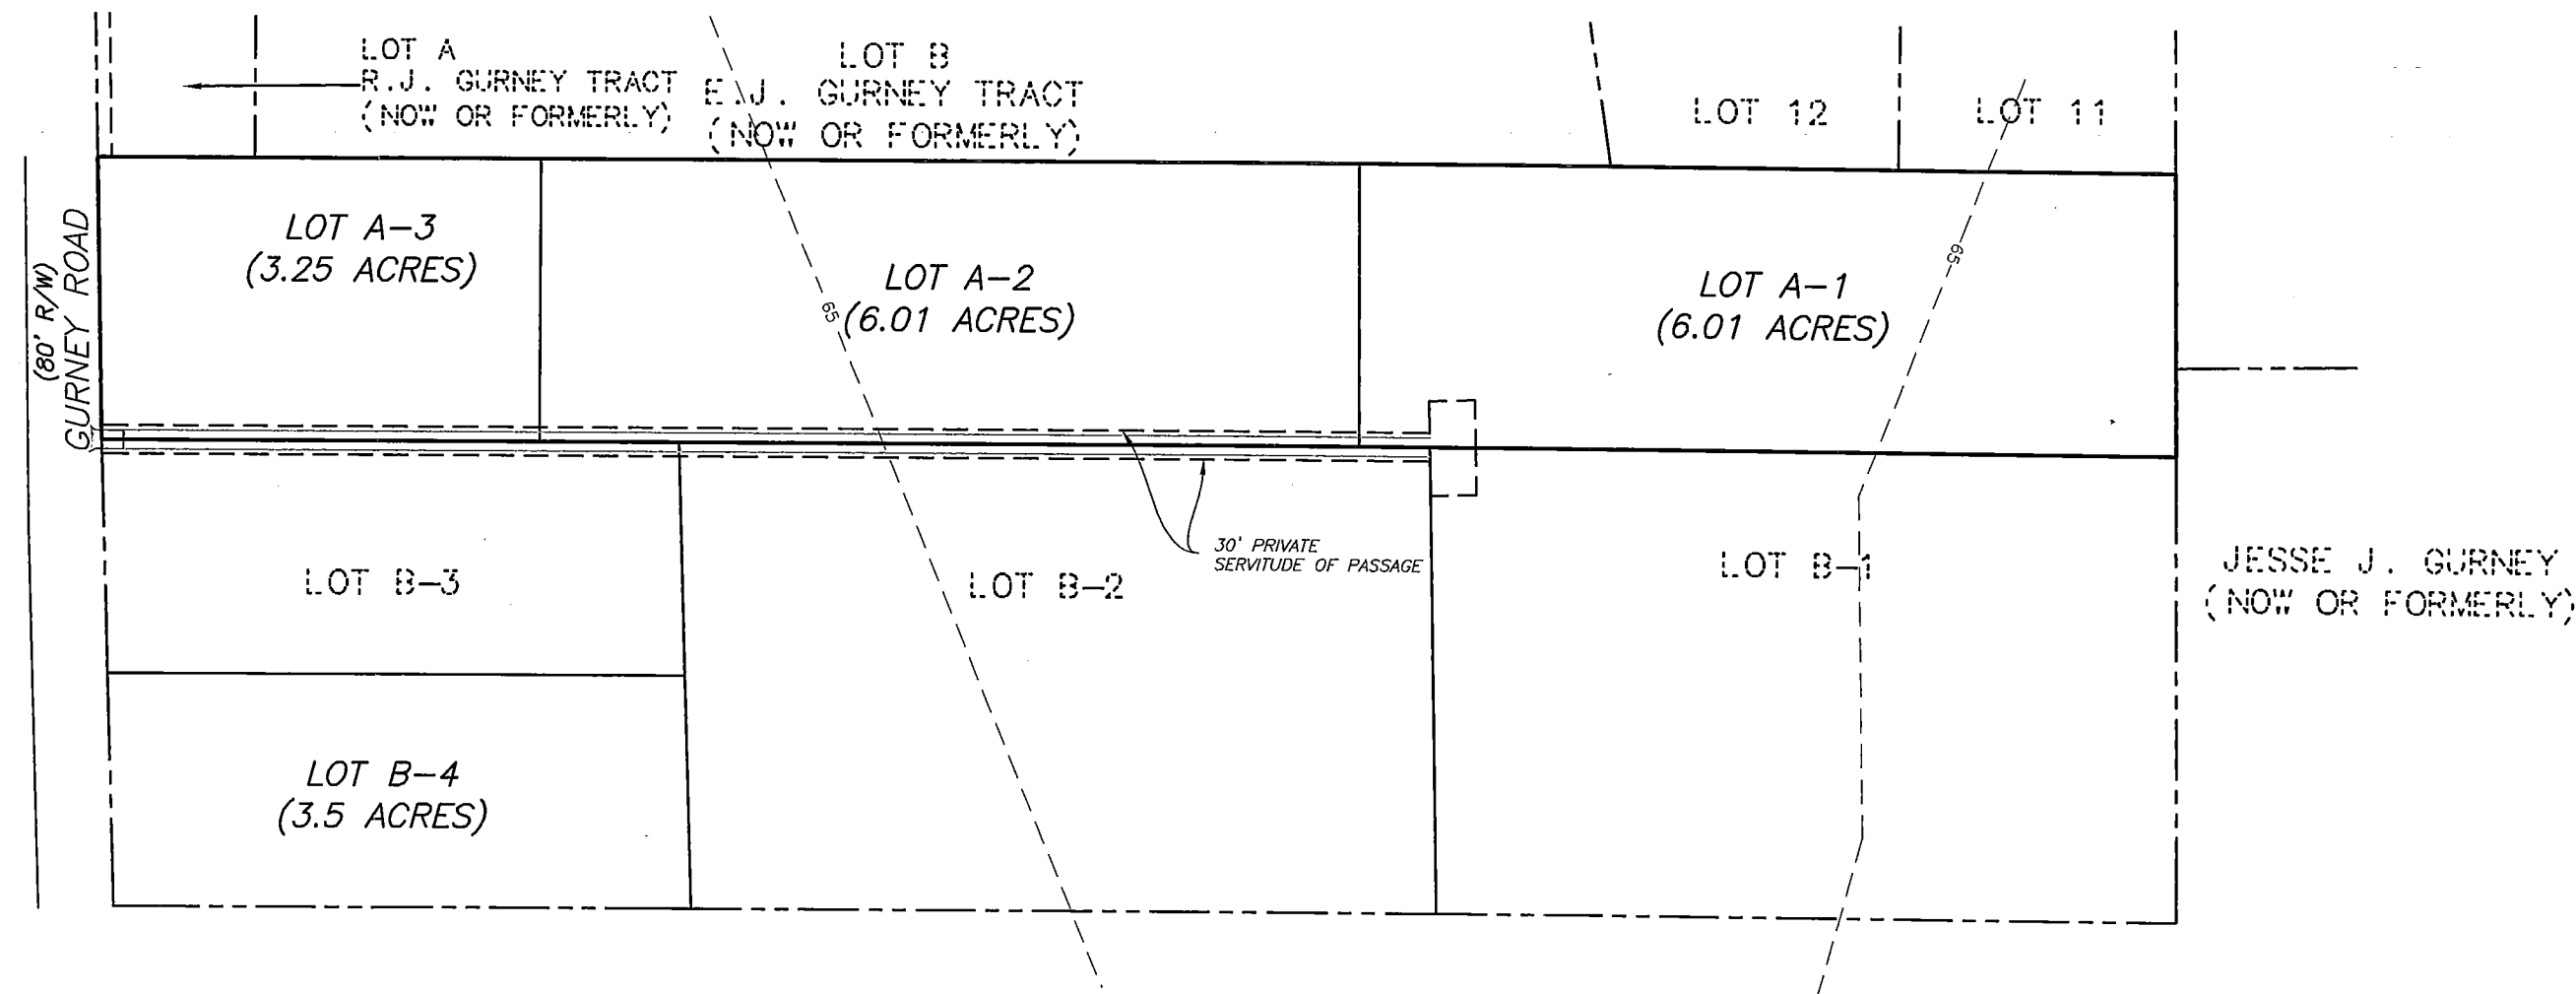 LOT A
R.J. GURNEY TRACT
(NOW OR FORMERLY)
LOT B
E.J. GURNEY TRACT
(NOW OR FORMERLY)
LOT 12
LOT 11
(80' R/W)
GURNEY ROAD
LOT A-3
(3.25 ACRES)
LOT A-2
(6.01 ACRES)
65
LOT A-1
(6.01 ACRES)
65
30' PRIVATE
SERVITUDE OF PASSAGE
LOT B-3
LOT B-2
LOT B-1
JESSE J. GURNEY
(NOW OR FORMERLY)
LOT B-4
(3.5 ACRES)